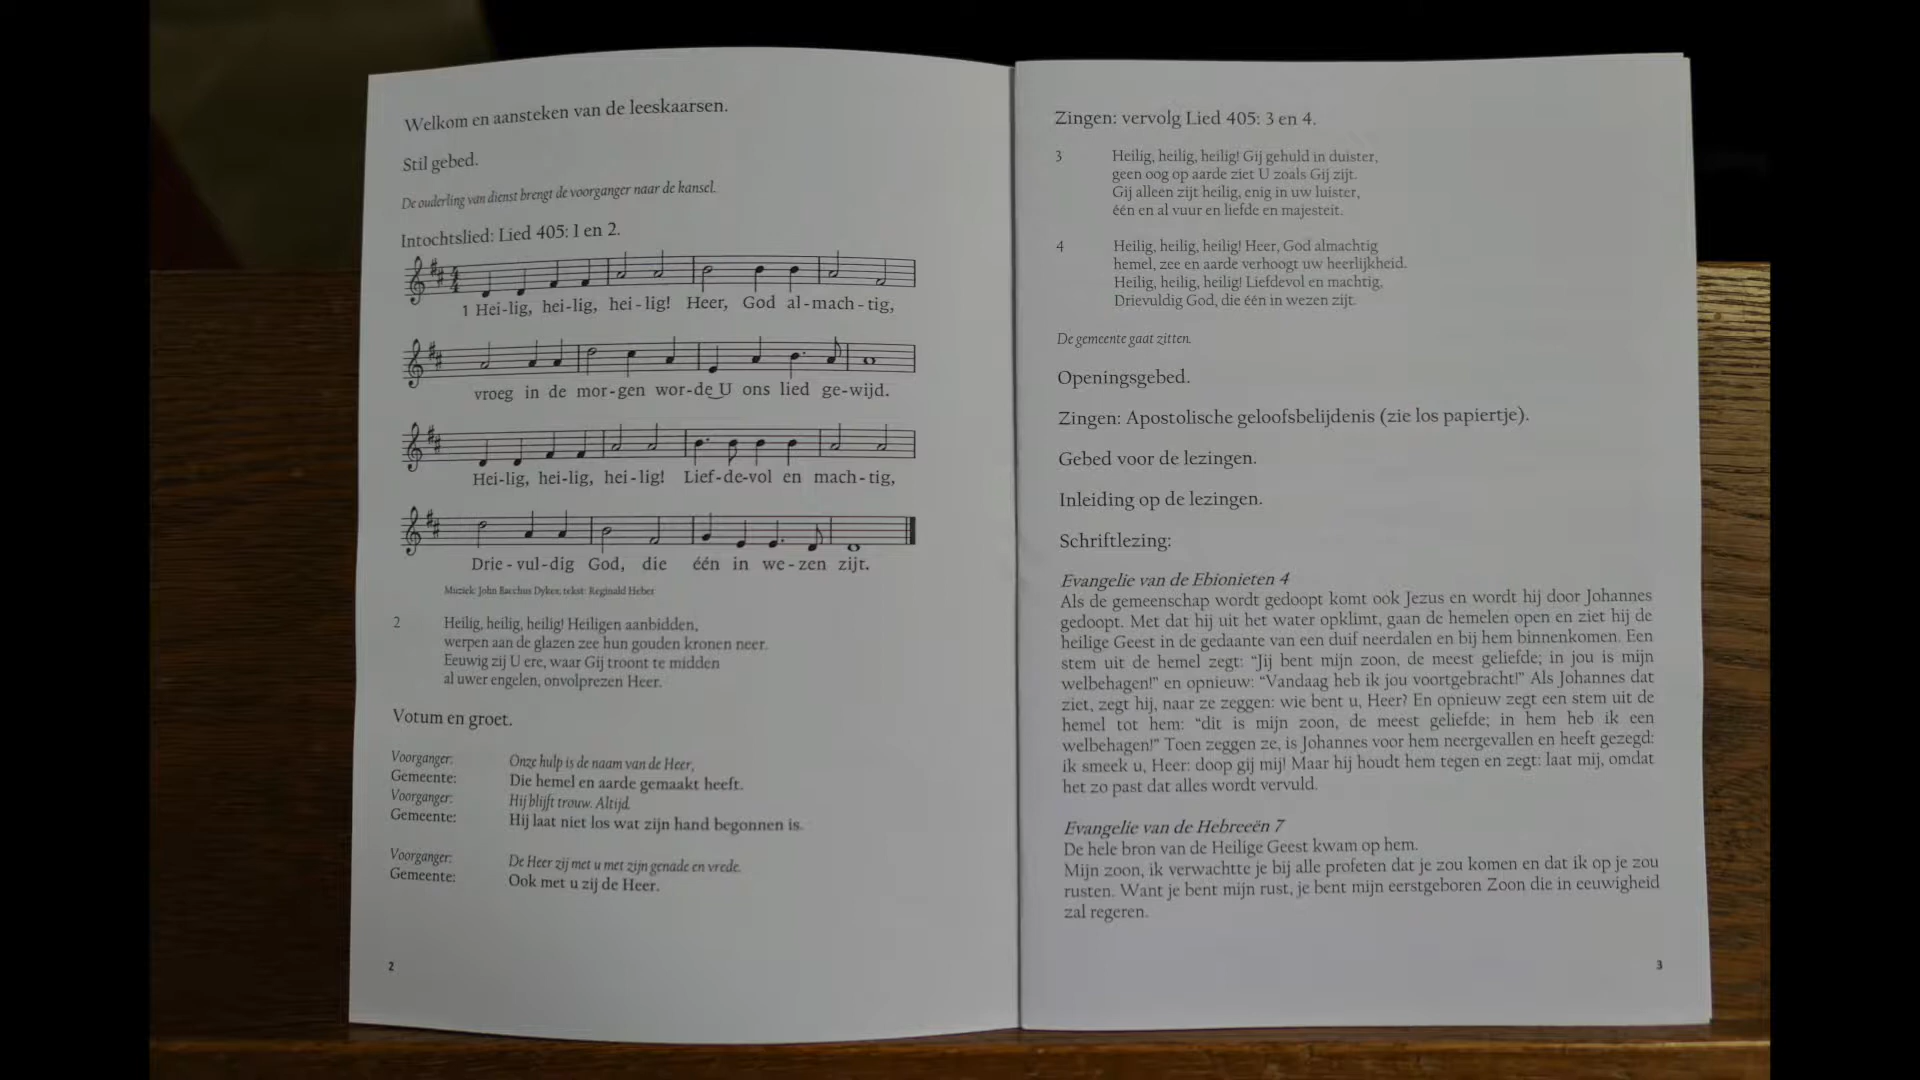 Welkom en aansteken van de leeskaarsen.
Stil gebed.
De ouderling van dienst brengt de voorganger naar de kansel.
Intochtslied: Lied 405: 1 en 2.
1 Hei-lig, hei-lig, hei-lig! Heer, God al-mach-tig,
vroeg in de mor-gen wor-de‿U ons lied ge-wijd.
Hei-lig, hei-lig, hei-lig! Lief-de-vol en mach-tig,
Drie-vul-dig God, die één in we-zen zijt.
Muziek: John Bacchus Dykes, tekst: Reginald Heber
2 Heilig, heilig, heilig! Heiligen aanbidden,
werpen aan de glazen zee hun gouden kronen neer.
Eeuwig zij U ere, waar Gij troont te midden
al uwer engelen, onvolprezen Heer.
Votum en groet.
Voorganger: Onze hulp is de naam van de Heer,
Gemeente: Die hemel en aarde gemaakt heeft.
Voorganger: Hij blijft trouw. Altijd.
Gemeente: Hij laat niet los wat zijn hand begonnen is.
Voorganger: De Heer zij met u met zijn genade en vrede.
Gemeente: Ook met u zij de Heer.
2
Zingen: vervolg Lied 405: 3 en 4.
3 Heilig, heilig, heilig! Gij gehuld in duister,
geen oog op aarde ziet U zoals Gij zijt.
Gij alleen zijt heilig, enig in uw luister,
één en al vuur en liefde en majesteit.
4 Heilig, heilig, heilig! Heer, God almachtig
hemel, zee en aarde verhoogt uw heerlijkheid.
Heilig, heilig, heilig! Liefdevol en machtig,
Drievuldig God, die één in wezen zijt.
De gemeente gaat zitten.
Openingsgebed.
Zingen: Apostolische geloofsbelijdenis (zie los papiertje).
Gebed voor de lezingen.
Inleiding op de lezingen.
Schriftlezing:
Evangelie van de Ebionieten 4
Als de gemeenschap wordt gedoopt komt ook Jezus en wordt hij door Johannes
gedoopt. Met dat hij uit het water opklimt, gaan de hemelen open en ziet hij de
heilige Geest in de gedaante van een duif neerdalen en bij hem binnenkomen. Een
stem uit de hemel zegt: “Jij bent mijn zoon, de meest geliefde; in jou is mijn
welbehagen!” en opnieuw: “Vandaag heb ik jou voortgebracht!” Als Johannes dat
ziet, zegt hij, naar ze zeggen: wie bent u, Heer? En opnieuw zegt een stem uit de
hemel tot hem: “dit is mijn zoon, de meest geliefde; in hem heb ik een
welbehagen!” Toen zeggen ze, is Johannes voor hem neergevallen en heeft gezegd:
ik smeek u, Heer: doop gij mij! Maar hij houdt hem tegen en zegt: laat mij, omdat
het zo past dat alles wordt vervuld.
Evangelie van de Hebreeën 7
De hele bron van de Heilige Geest kwam op hem.
Mijn zoon, ik verwachtte je bij alle profeten dat je zou komen en dat ik op je zou
rusten. Want je bent mijn rust, je bent mijn eerstgeboren Zoon die in eeuwigheid
zal regeren.
3